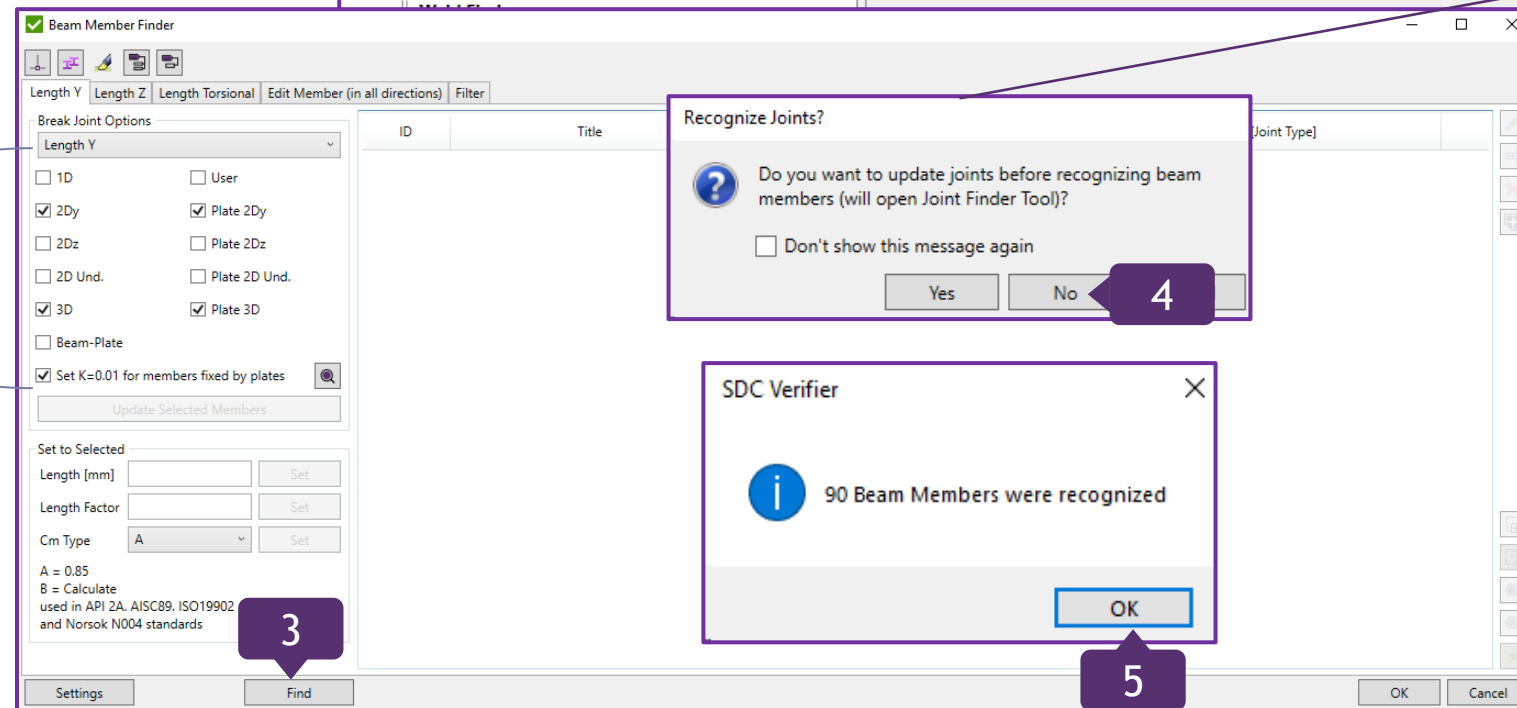 Beam Member Finder
Length Y Length Z Length Torsional Edit Member (in all directions) Filter
Break Joint Options
Length Y
1D User
2Dy Plate 2Dy
2Dz Plate 2Dz
2D Und. Plate 2D Und.
3D Plate 3D
Beam-Plate
Set K=0.01 for members fixed by plates
Update Selected Members
Set to Selected
Length [mm] Set
Length Factor Set
Cm Type A Set
A = 0.85
B = Calculate
used in API 2A. AISC89. ISO19902
and Norsok N004 standards
3
Settings Find
ID Title Joint Type]
Recognize Joints?
Do you want to update joints before recognizing beam
members (will open Joint Finder Tool)?
Don't show this message again
Yes No 4
SDC Verifier
90 Beam Members were recognized
OK
5
OK Cancel